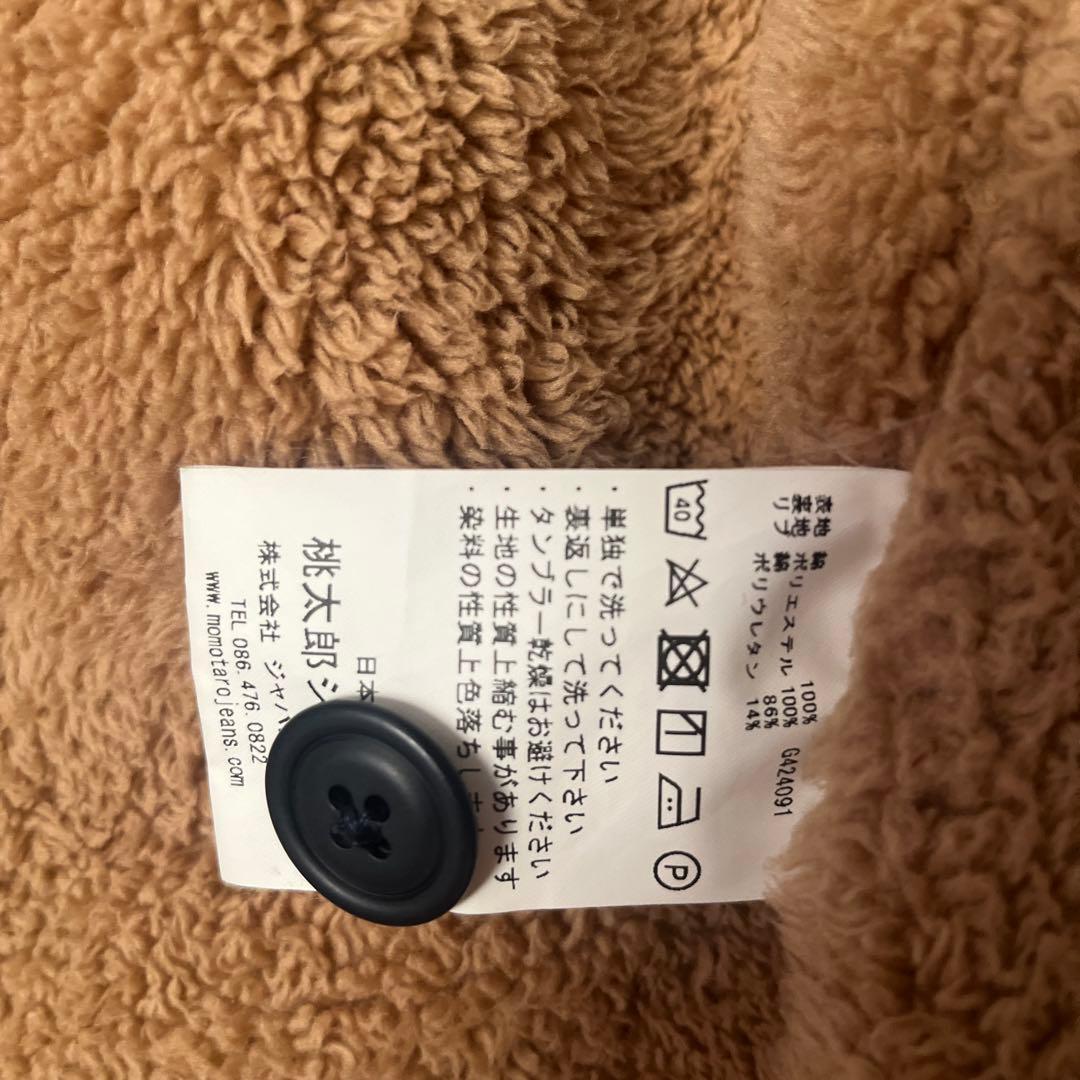 表地 綿 100%
裏地 ポリエステル 100%
リブ 綿 86%
ポリウレタン 14%
G424091
40
P
・単独で洗ってください
・裏返しにして洗って下さい
・タンブラー乾燥はお避けください
・生地の性質上縮む事があります
・染料の性質上色落ちし
日本
桃太郎ジ
株式会社 ジャパ
TEL 086.476.0822
www.momotarojeans.com